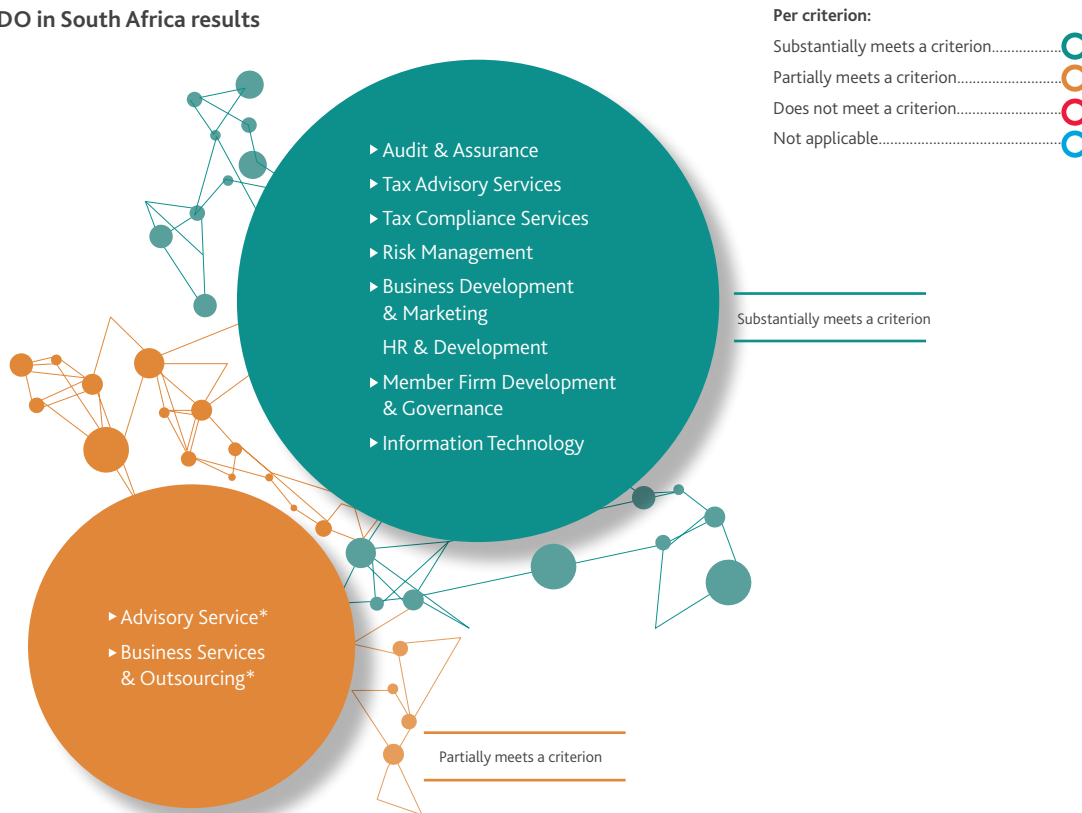 DO in South Africa results
Per criterion:
Substantially meets a criterion..................
Partially meets a criterion...........................
Does not meet a criterion...........................
Not applicable...............................................
▸ Audit & Assurance
▸ Tax Advisory Services
▸ Tax Compliance Services
▸ Risk Management
▸ Business Development
& Marketing
HR & Development
▸ Member Firm Development
& Governance
▸ Information Technology
Substantially meets a criterion
▸ Advisory Service*
▸ Business Services
& Outsourcing*
Partially meets a criterion